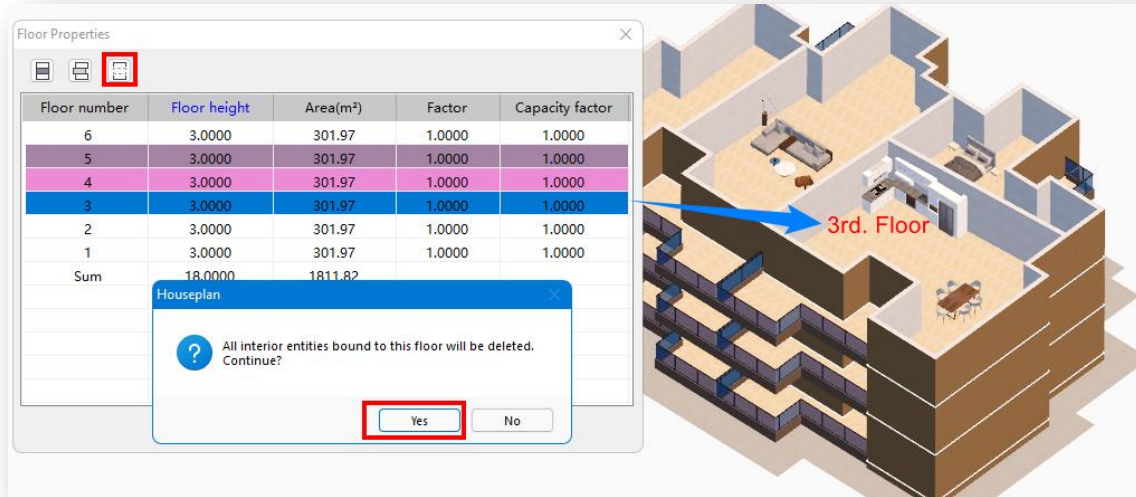 Floor Properties
Floor number Floor height Area(m²) Factor Capacity factor
6 3.0000 301.97 1.0000 1.0000
5 3.0000 301.97 1.0000 1.0000
4 3.0000 301.97 1.0000 1.0000
3 3.0000 301.97 1.0000 1.0000
2 3.0000 301.97 1.0000 1.0000
1 3.0000 301.97 1.0000 1.0000
Sum 18.0000 1811.82
3rd. Floor
Houseplan
All interior entities bound to this floor will be deleted.
Continue?
Yes No